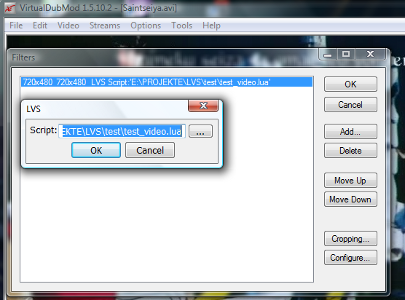 VirtualDubMod 1.5.10.2 - [Saintseiya.avi]
File Edit Video Streams Audio Options Tools Help
Filters
720x480 720x480 LVS Script:'E:\PROJEKTE\LVS\test\test_video.lua'
OK
Cancel
Add...
Delete
Move Up
Move Down
Cropping...
Configure...
LVS
Script: EKTE\LVS\test\test_video.lua ...
OK Cancel